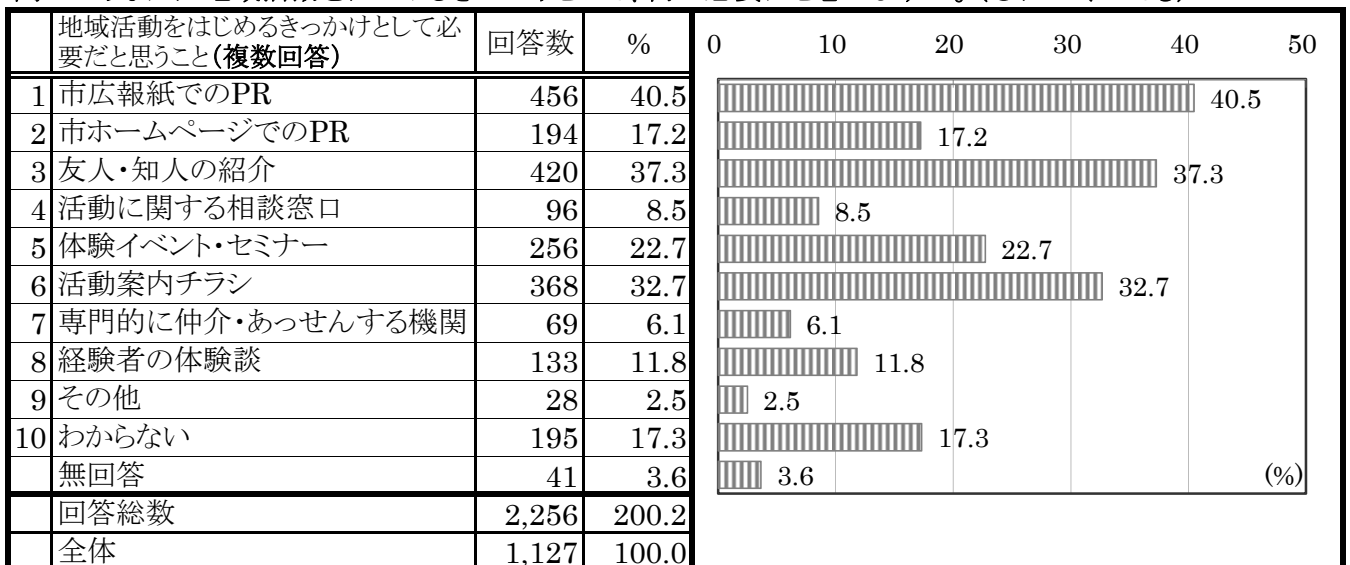 地域活動をはじめるきっかけとして必
要だと思うこと(複数回答) 回答数 % 0 10 20 30 40 50
1 市広報紙でのPR 456 40.5 40.5
2 市ホームページでのPR 194 17.2 17.2
3 友人・知人の紹介 420 37.3 37.3
4 活動に関する相談窓口 96 8.5 8.5
5 体験イベント・セミナー 256 22.7 22.7
6 活動案内チラシ 368 32.7 32.7
7 専門的に仲介・あっせんする機関 69 6.1 6.1
8 経験者の体験談 133 11.8 11.8
9 その他 28 2.5 2.5
10 わからない 195 17.3 17.3
無回答 41 3.6 3.6 (%)
回答総数 2,256 200.2
全体 1,127 100.0